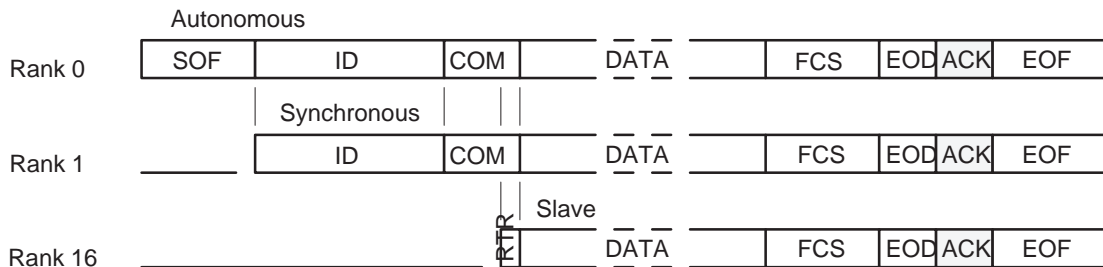 Autonomous
Rank 0 SOF ID COM DATA FCS EOD ACK EOF
Synchronous
Rank 1 ID COM DATA FCS EOD ACK EOF
Slave
Rank 16 RTR DATA FCS EOD ACK EOF